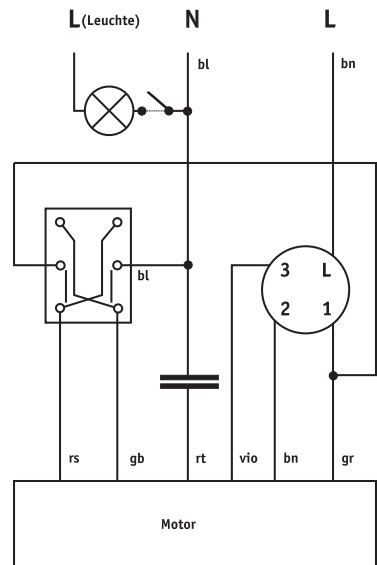 L(Leuchte) N L
bl bn
bl
3 L
2 1
rs gb rt vio bn gr
Motor